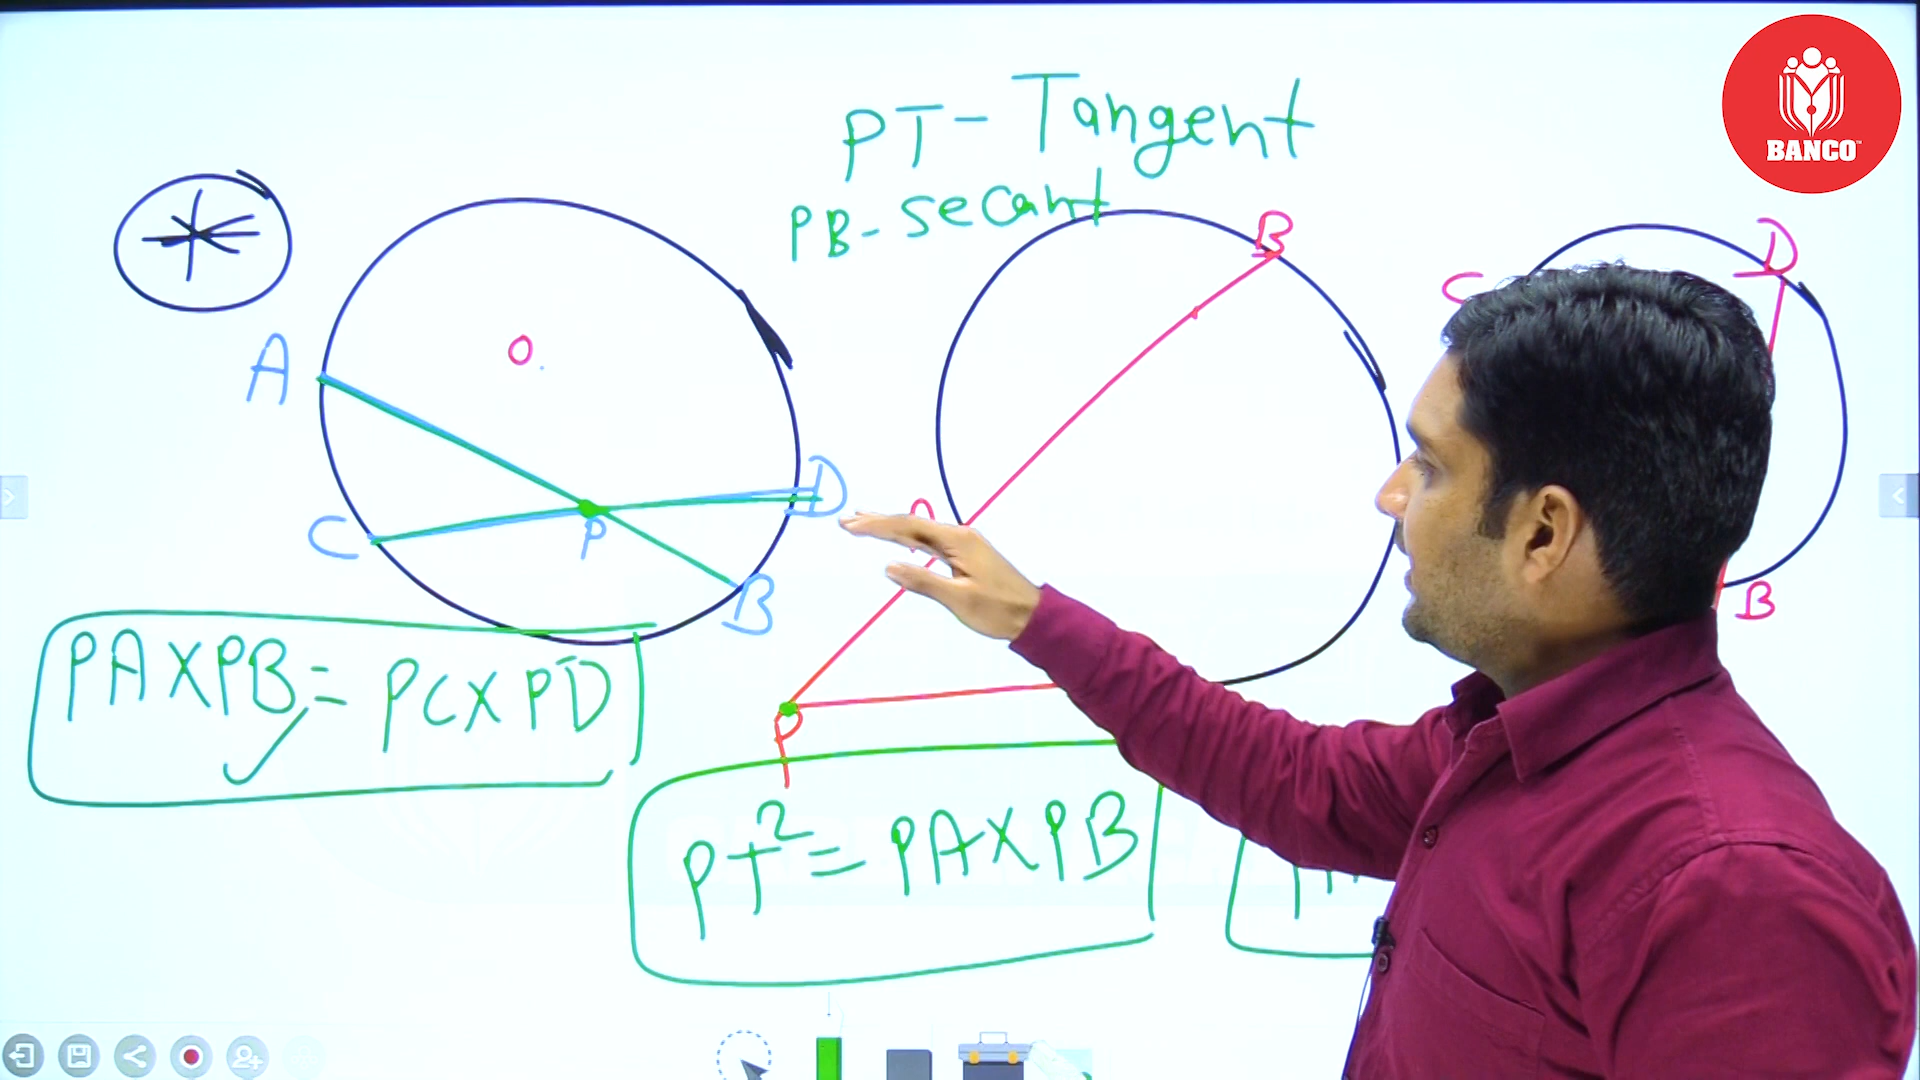 PT - Tangent
PB - Secant
BANCO
A
O
C
P
D
B
PA X PB = PC X PD
B
A
P
PT² = PA X PB
C
D
B